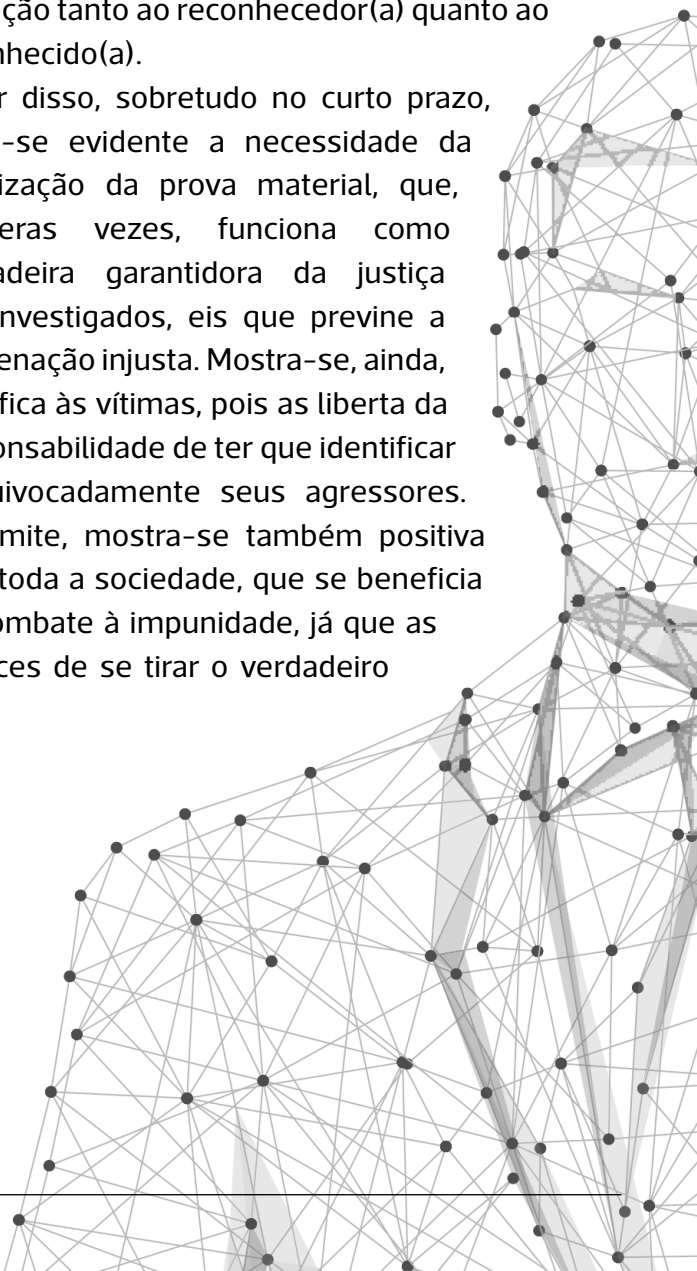 ção tanto ao reconhecedor(a) quanto ao
nhecido(a).
r disso, sobretudo no curto prazo,
-se evidente a necessidade da
ização da prova material, que,
eras vezes, funciona como
adeira garantidora da justiça
nvestigados, eis que previne a
enação injusta. Mostra-se, ainda,
fica às vítimas, pois as liberta da
onsabilidade de ter que identificar
uivocadamente seus agressores.
mite, mostra-se também positiva
toda a sociedade, que se beneficia
ombate à impunidade, já que as
ces de se tirar o verdadeiro